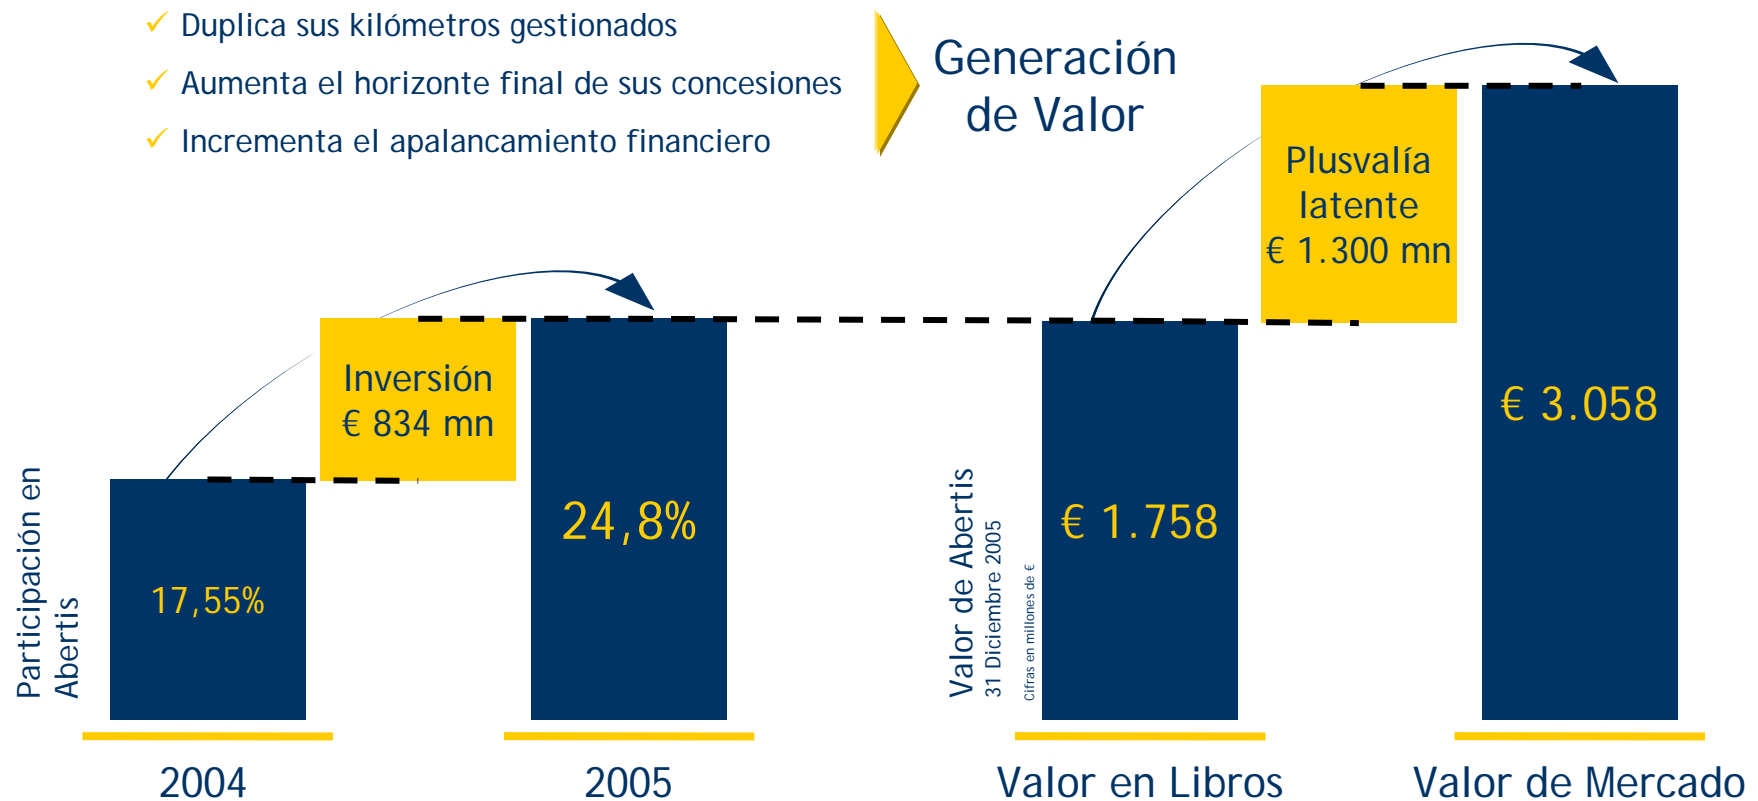 Duplica sus kilómetros gestionados
Aumenta el horizonte final de sus concesiones
Incrementa el apalancamiento financiero
Generación
de Valor
Participación en
Abertis
17,55%
Inversión
€ 834 mn
24,8%
2004
2005
Valor de Abertis
31 Diciembre 2005
Cifras en millones de €
€ 1.758
Plusvalía
latente
€ 1.300 mn
€ 3.058
Valor en Libros
Valor de Mercado